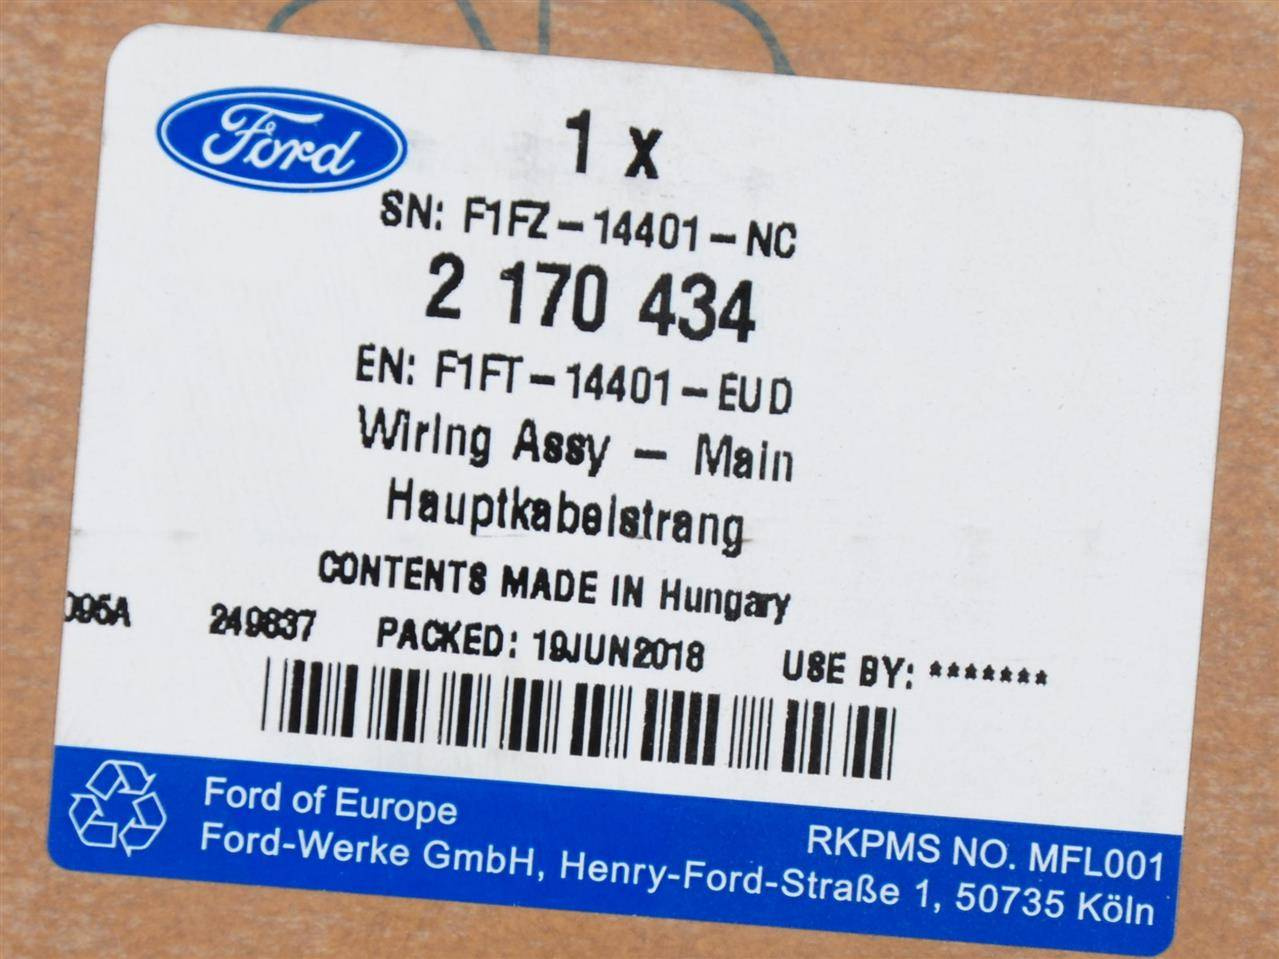 Ford
1 x
SN: F1FZ-14401-NC
2 170 434
EN: F1FT-14401-EUD
Wiring Assy - Main
Hauptkabelstrang
CONTENTS MADE IN Hungary
095A 249837 PACKED: 19JUN2018 USE BY: *******
Ford of Europe
RKPMS NO. MFL001
Ford-Werke GmbH, Henry-Ford-Straße 1, 50735 Köln